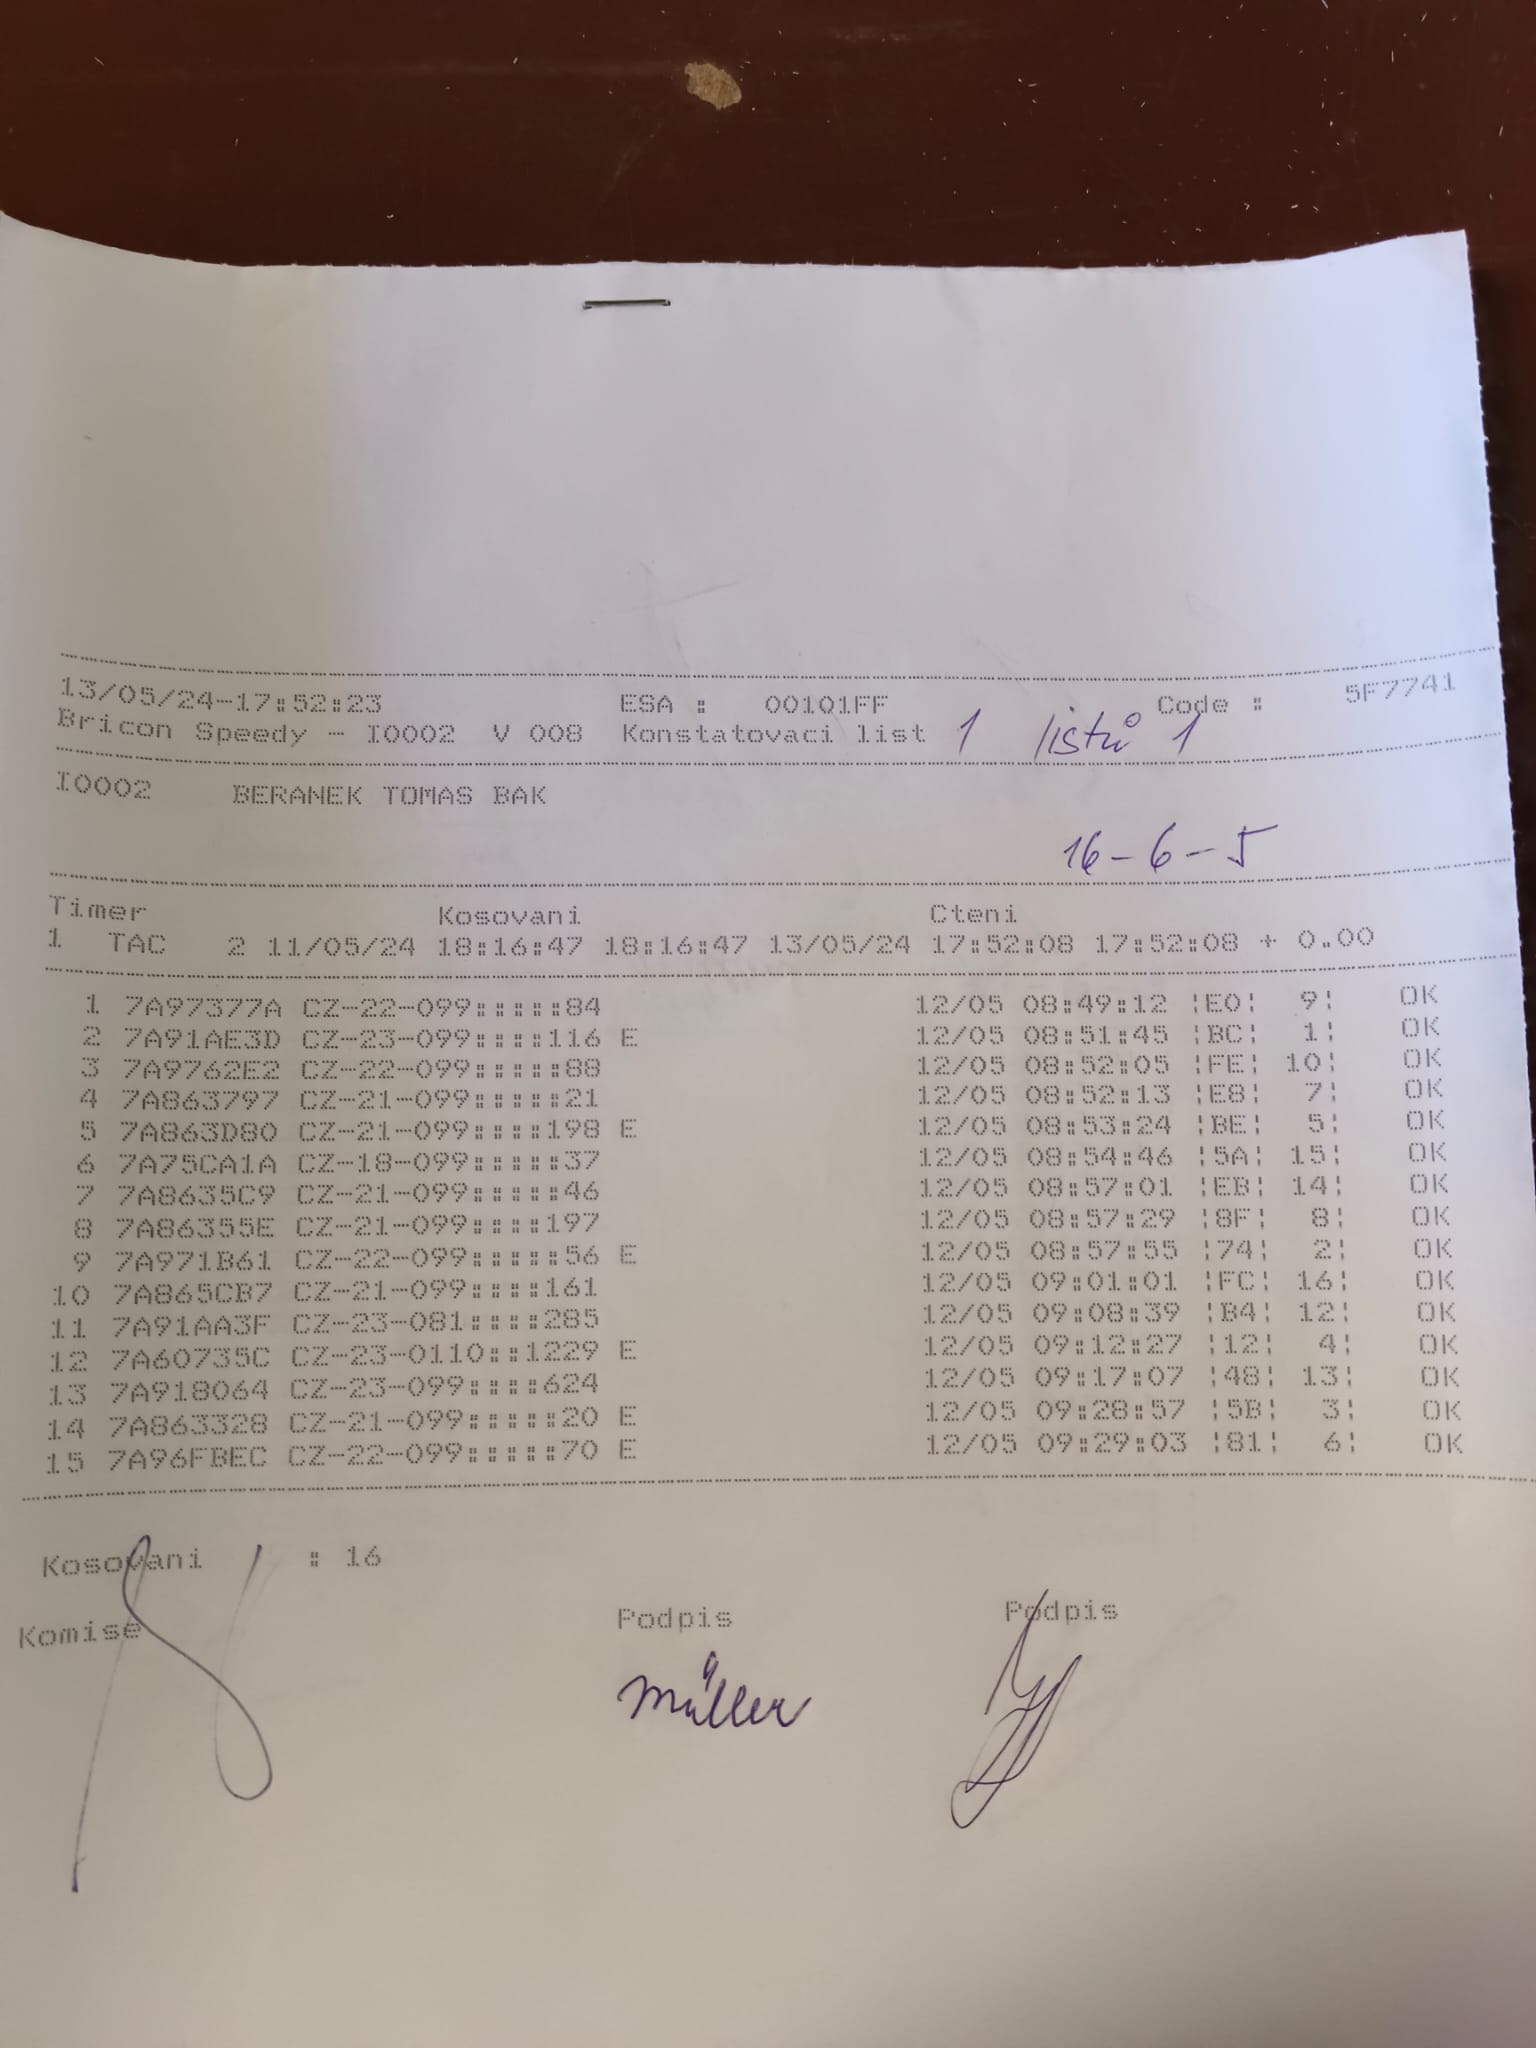 13/05/24-17:52:23 ESA : 00101FF Code : 5F7741
Bricon Speedy - I0002 V 008 Konstatovaci list 1 listů 1
I0002 BERANEK TOMAS BAK
16-6-5
Timer Kosovani Cteni
1 TAC 2 11/05/24 18:16:47 18:16:47 13/05/24 17:52:08 17:52:08 + 0.00
1 7A97377A CZ-22-099:::::84 12/05 08:49:12 ¦E0¦ 9¦ OK
2 7A91AE3D CZ-23-099::::116 E 12/05 08:51:45 ¦BC¦ 1¦ OK
3 7A9762E2 CZ-22-099:::::88 12/05 08:52:05 ¦FE¦ 10¦ OK
4 7A863797 CZ-21-099:::::21 12/05 08:52:13 ¦E8¦ 7¦ OK
5 7A863D80 CZ-21-099::::198 E 12/05 08:53:24 ¦BE¦ 5¦ OK
6 7A75CA1A CZ-18-099:::::37 12/05 08:54:46 ¦5A¦ 15¦ OK
7 7A8635C9 CZ-21-099:::::46 12/05 08:57:01 ¦EB¦ 14¦ OK
8 7A86355E CZ-21-099::::197 12/05 08:57:29 ¦8F¦ 8¦ OK
9 7A971B61 CZ-22-099:::::56 E 12/05 08:57:55 ¦74¦ 2¦ OK
10 7A865CB7 CZ-21-099::::161 12/05 09:01:01 ¦FC¦ 16¦ OK
11 7A91AA3F CZ-23-081::::285 12/05 09:08:39 ¦B4¦ 12¦ OK
12 7A60735C CZ-23-0110::1229 E 12/05 09:12:27 ¦12¦ 4¦ OK
13 7A918064 CZ-23-099::::624 12/05 09:17:07 ¦48¦ 13¦ OK
14 7A863328 CZ-21-099:::::20 E 12/05 09:28:57 ¦5B¦ 3¦ OK
15 7A96FBEC CZ-22-099:::::70 E 12/05 09:29:03 ¦81¦ 6¦ OK
Kosovani : 16
Komise Podpis Podpis
Müller